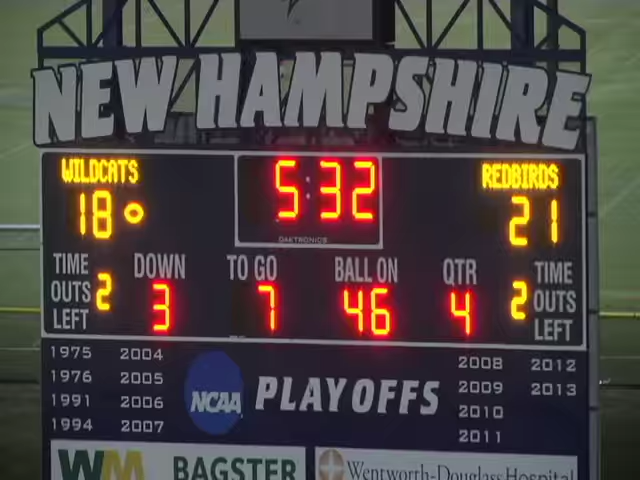 NEW HAMPSHIRE
WILDCATS 5:32 REDBIRDS
18 21
DAKTRONICS
TIME OUTS LEFT 2 DOWN 3 TO GO 7 BALL ON 46 QTR 4 2 TIME OUTS LEFT
1975 2004 2008 2012
1976 2005 2009 2013
1991 2006 2010
1994 2007 2011
NCAA PLAYOFFS
WM BAGSTER Wentworth-Douglass Hospital